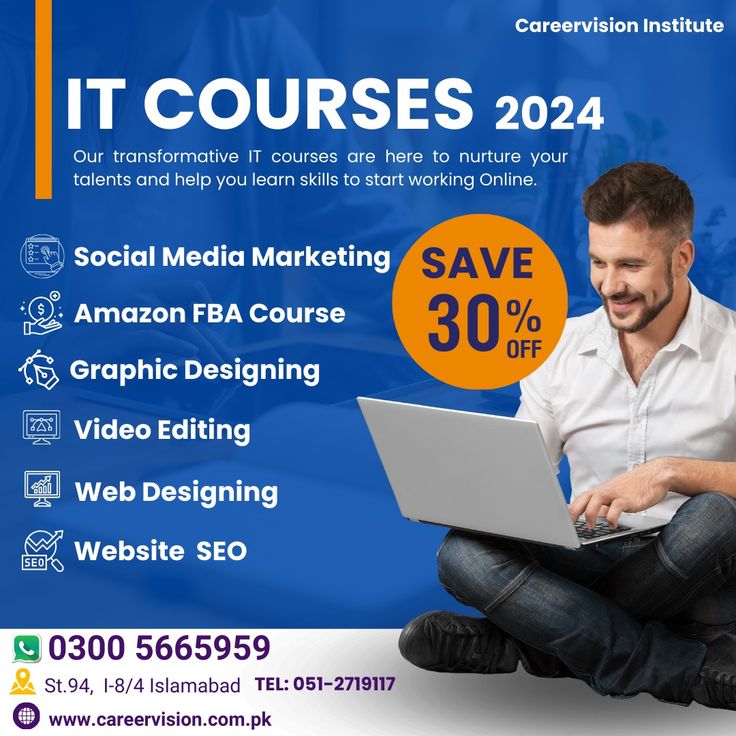 Careervision Institute
IT COURSES 2024
Our transformative IT courses are here to nurture your
talents and help you learn skills to start working Online.
Social Media Marketing
Amazon FBA Course
Graphic Designing
Video Editing
Web Designing
SEO
Website SEO
SAVE
30%
OFF
0300 5665959
St.94, I-8/4 Islamabad TEL: 051-2719117
www.careervision.com.pk